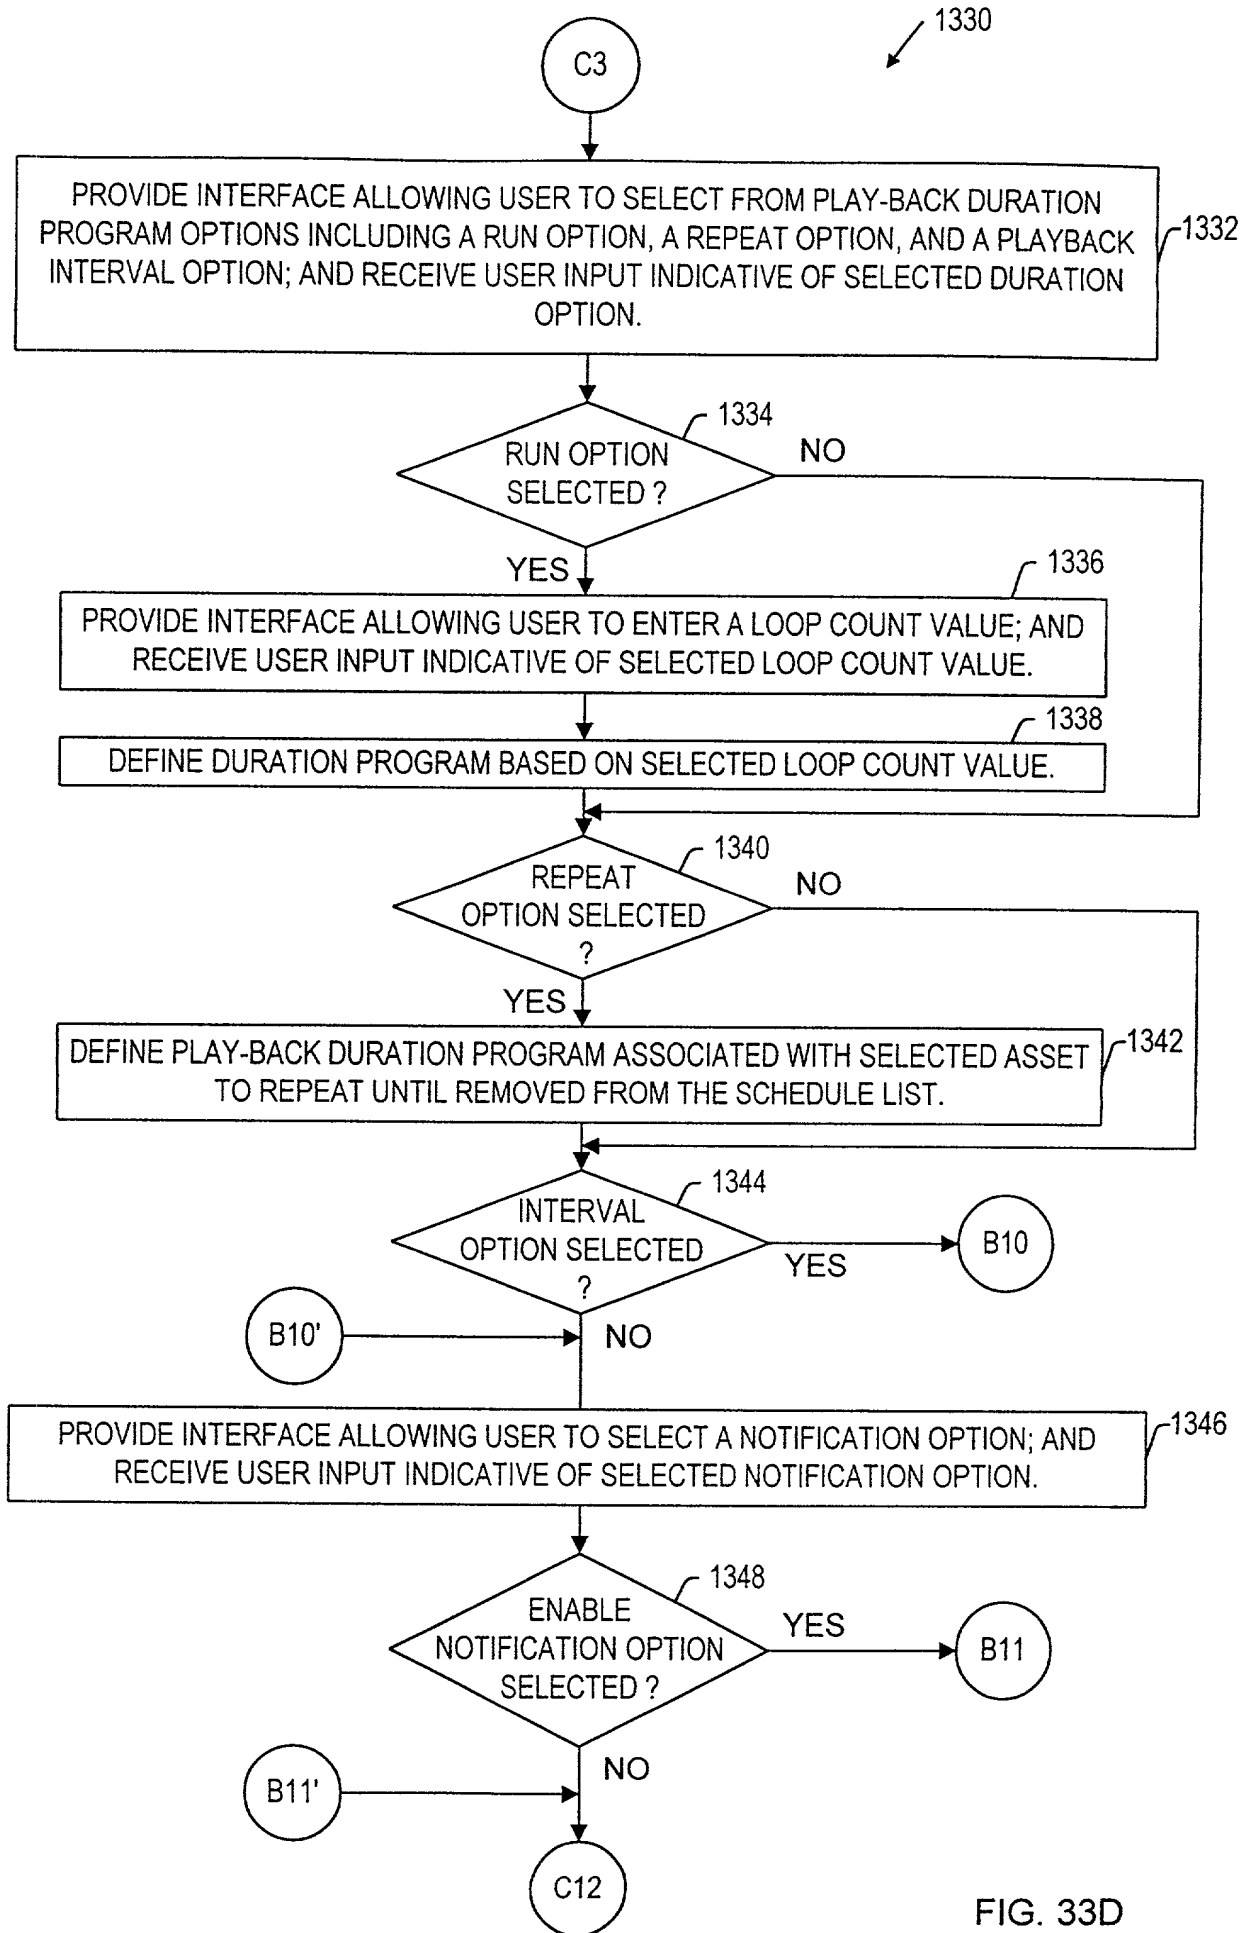 1330
C3
PROVIDE INTERFACE ALLOWING USER TO SELECT FROM PLAY-BACK DURATION
PROGRAM OPTIONS INCLUDING A RUN OPTION, A REPEAT OPTION, AND A PLAYBACK
INTERVAL OPTION; AND RECEIVE USER INPUT INDICATIVE OF SELECTED DURATION
OPTION.
1332
1334
RUN OPTION
SELECTED ?
NO
YES
1336
PROVIDE INTERFACE ALLOWING USER TO ENTER A LOOP COUNT VALUE; AND
RECEIVE USER INPUT INDICATIVE OF SELECTED LOOP COUNT VALUE.
1338
DEFINE DURATION PROGRAM BASED ON SELECTED LOOP COUNT VALUE.
1340
REPEAT
OPTION SELECTED
?
NO
YES
DEFINE PLAY-BACK DURATION PROGRAM ASSOCIATED WITH SELECTED ASSET
TO REPEAT UNTIL REMOVED FROM THE SCHEDULE LIST.
1342
1344
INTERVAL
OPTION SELECTED
?
YES
B10
B10'
NO
PROVIDE INTERFACE ALLOWING USER TO SELECT A NOTIFICATION OPTION; AND
RECEIVE USER INPUT INDICATIVE OF SELECTED NOTIFICATION OPTION.
1346
1348
ENABLE
NOTIFICATION OPTION
SELECTED ?
YES
B11
NO
B11'
C12
FIG. 33D